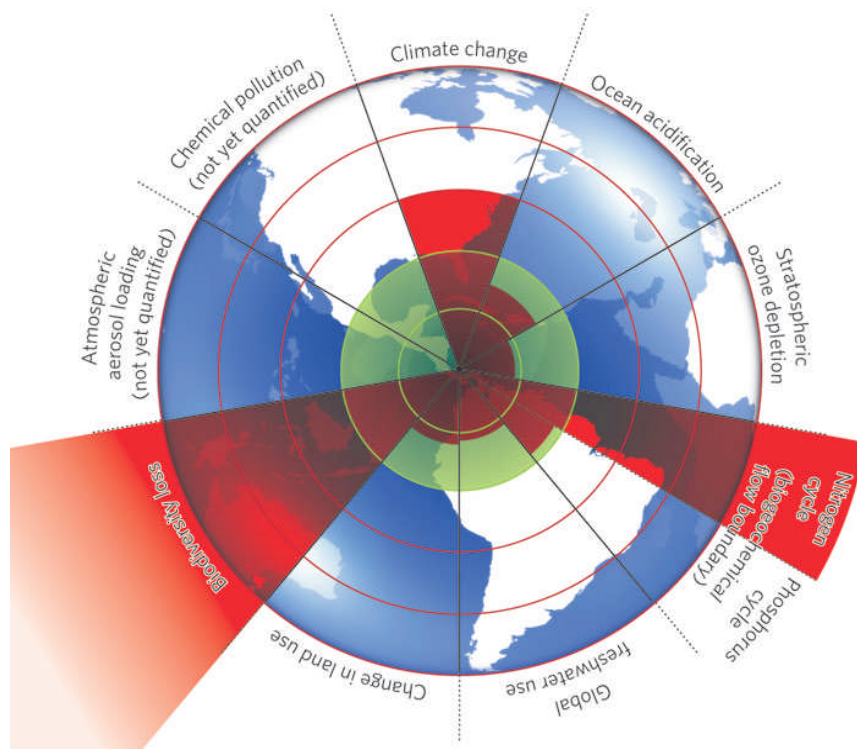 Climate change
Ocean acidification
Stratospheric
ozone depletion
Nitrogen
cycle
(biogeochemical
flow boundary)
Phosphorus
cycle
Global
freshwater use
Change in land use
Biodiversity loss
Atmospheric
aerosol loading
(not yet quantified)
Chemical pollution
(not yet quantified)